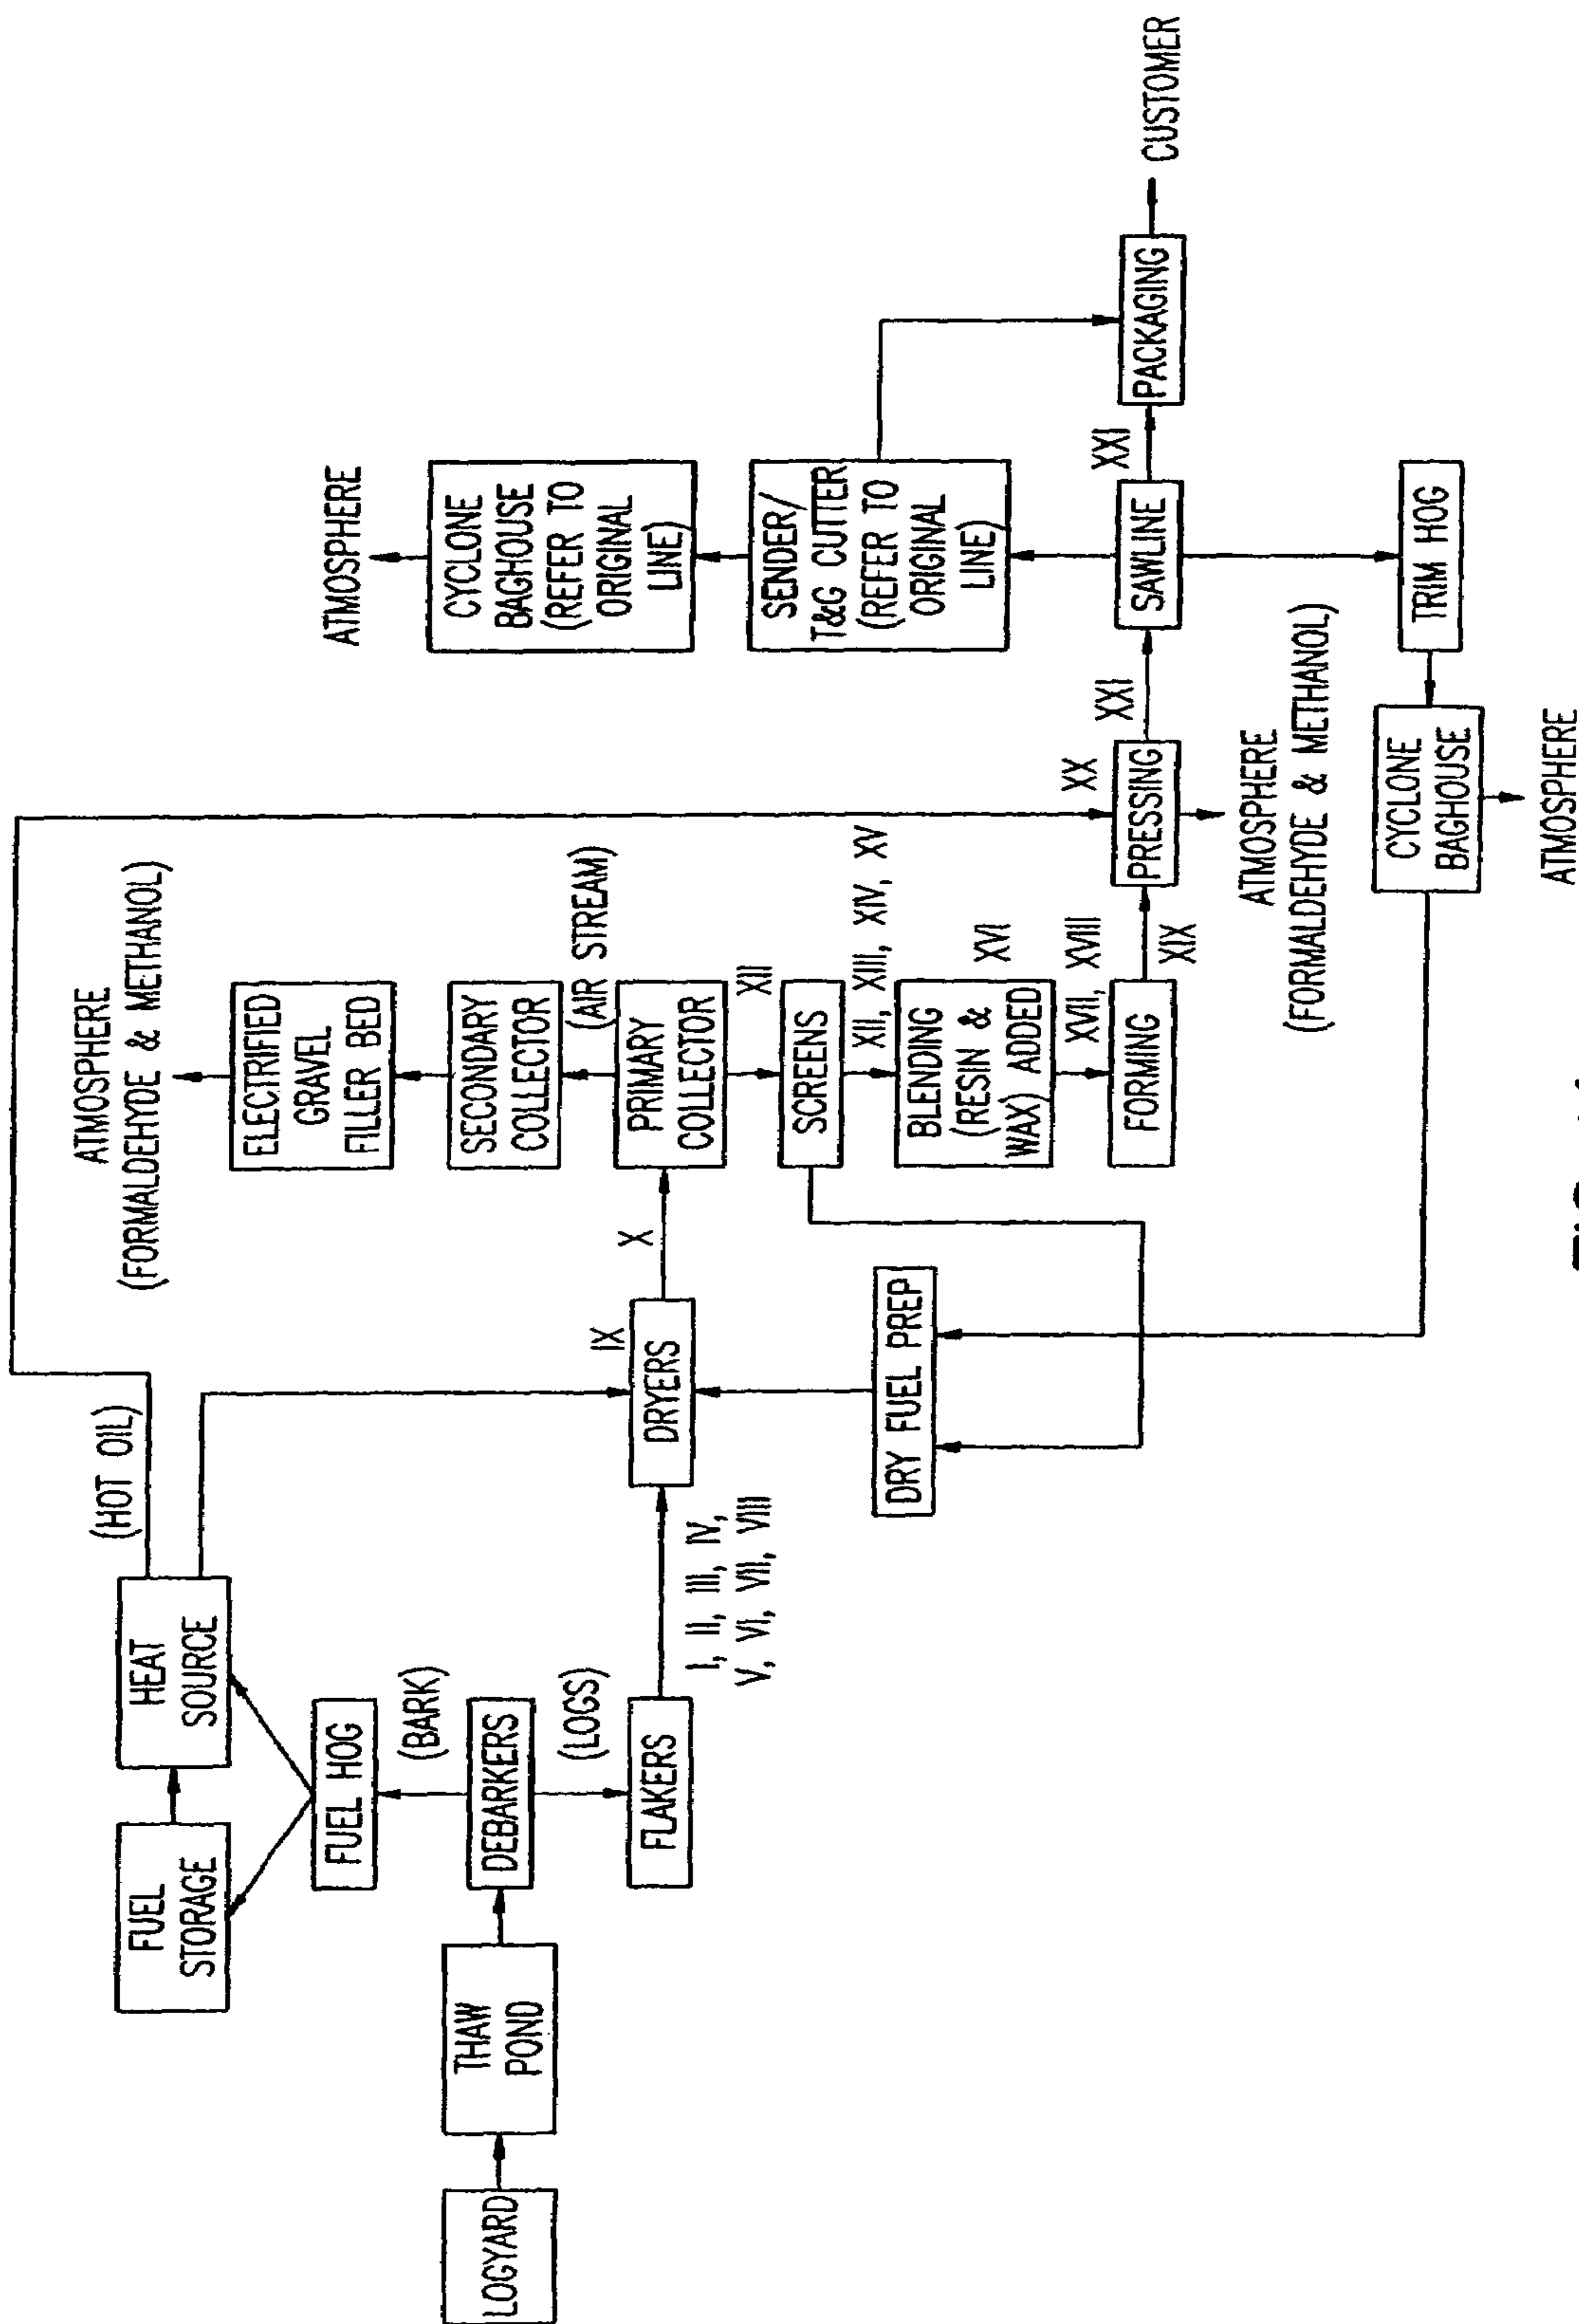 LOGYARD
THAW
POND
FUEL
STORAGE
HEAT
SOURCE
(HOT OIL)
FUEL HOG
(BARK)
DEBARKERS
(LOGS)
FLAKERS
I, II, III, IV,
V, VI, VII, VIII
DRYERS
IX
X
DRY FUEL PREP
ATMOSPHERE
(FORMALDEHYDE & METHANOL)
ELECTRIFIED
GRAVEL
FILLER BED
SECONDARY
COLLECTOR
(AIR STREAM)
PRIMARY
COLLECTOR
XII
SCREENS
XII, XIII, XIV, XV
BLENDING
(RESIN &
WAX) ADDED
XVI
XVII, XVIII
FORMING
XIX
XX
PRESSING
ATMOSPHERE
(FORMALDEHYDE & METHANOL)
XXI
ATMOSPHERE
CYCLONE
BAGHOUSE
(REFER TO
ORIGINAL
LINE)
SENDER/
T&G CUTTER
(REFER TO
ORIGINAL
LINE)
SAWLINE
XXI
PACKAGING
CUSTOMER
TRIM HOG
CYCLONE
BAGHOUSE
ATMOSPHERE